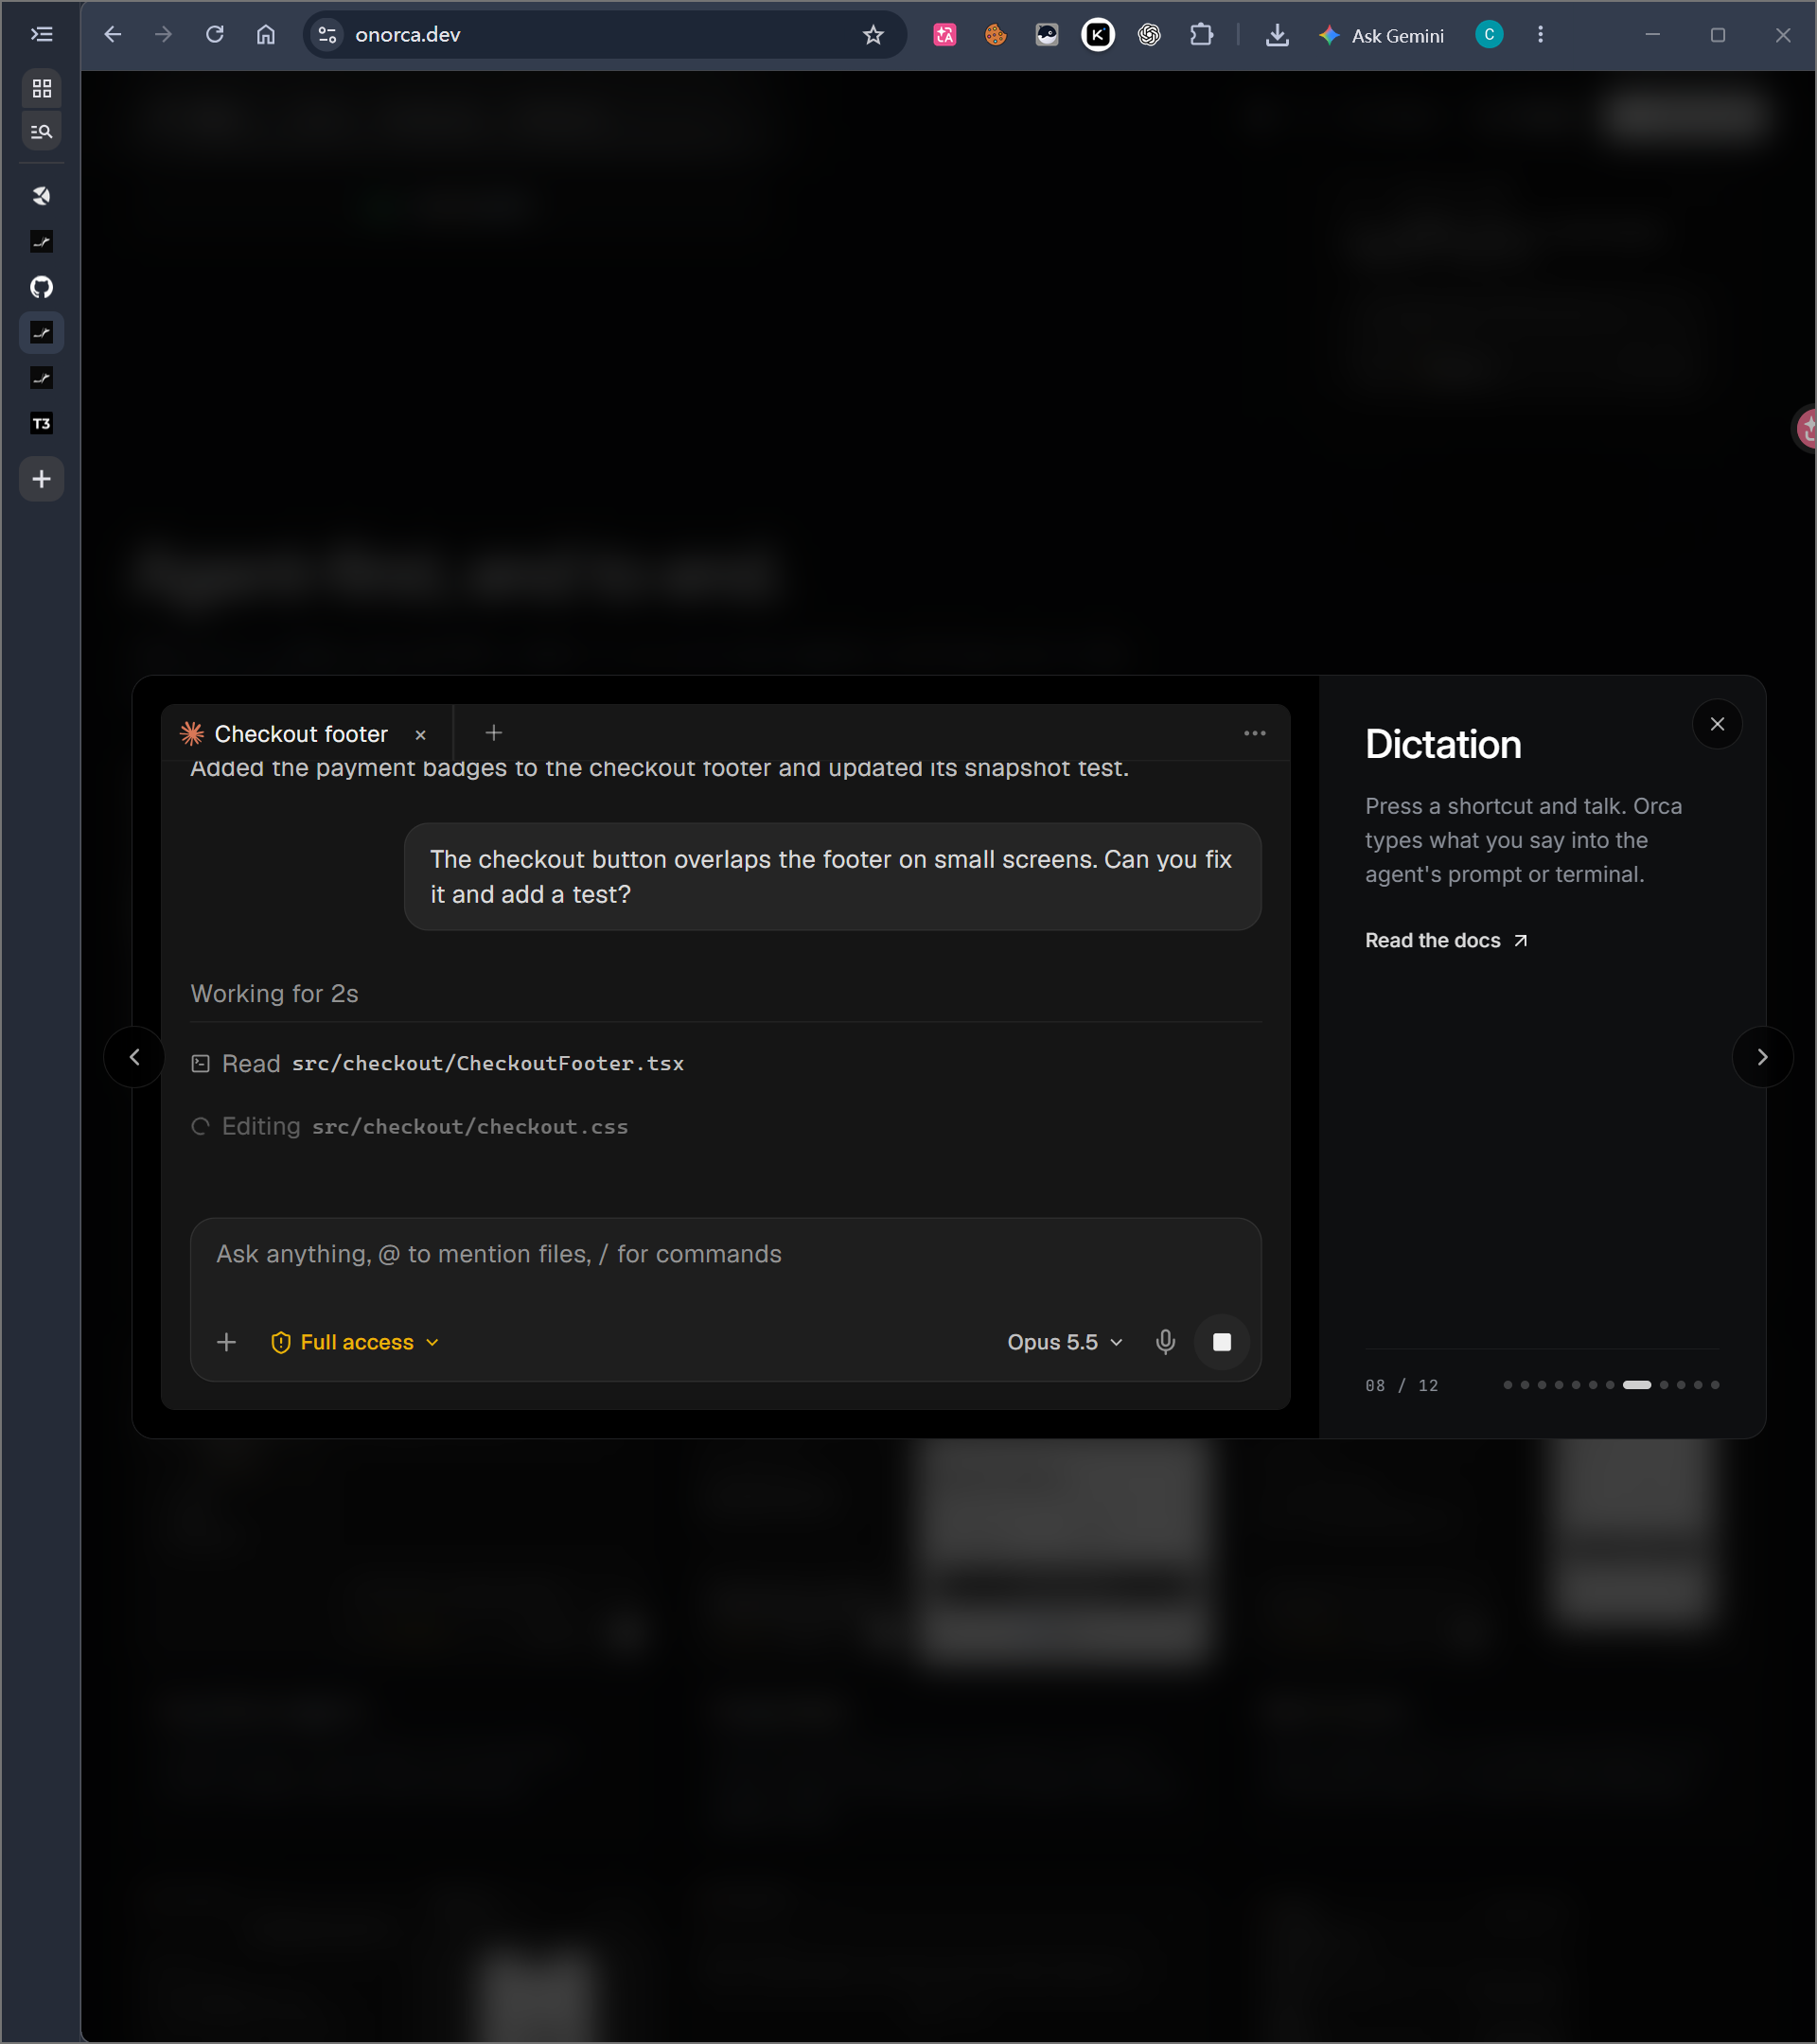 onorca.dev
Ask Gemini
C
T3
Checkout footer
Added the payment badges to the checkout footer and updated its snapshot test.
The checkout button overlaps the footer on small screens. Can you fix
it and add a test?
Working for 2s
Read src/checkout/CheckoutFooter.tsx
Editing src/checkout/checkout.css
Ask anything, @ to mention files, / for commands
Full access
Opus 5.5
Dictation
Press a shortcut and talk. Orca
types what you say into the
agent's prompt or terminal.
Read the docs
08 / 12